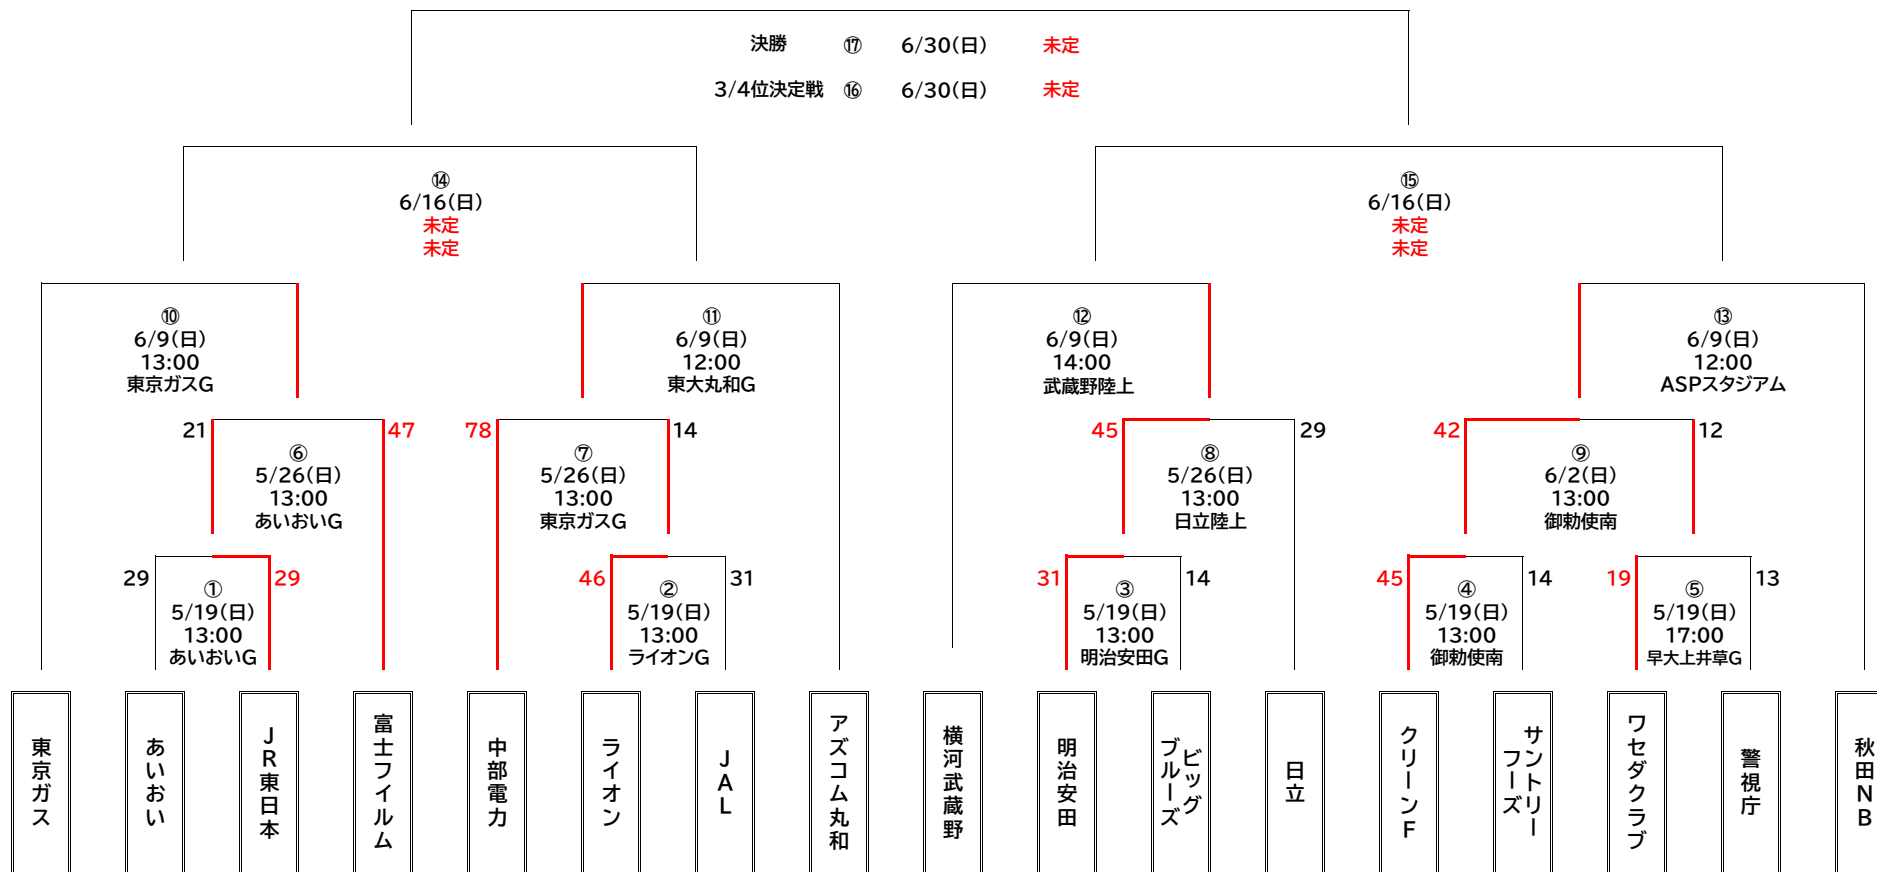 決勝 ⑰ 6/30(日) 未定
3/4位決定戦 ⑯ 6/30(日) 未定
⑭
6/16(日)
未定
未定
⑮
6/16(日)
未定
未定
⑩
6/9(日)
13:00
東京ガスG
⑪
6/9(日)
12:00
東大丸和G
⑫
6/9(日)
14:00
武蔵野陸上
⑬
6/9(日)
12:00
ASPスタジアム
21 47
⑥
5/26(日)
13:00
あいおいG
78 14
⑦
5/26(日)
13:00
東京ガスG
45 29
⑧
5/26(日)
13:00
日立陸上
42 12
⑨
6/2(日)
13:00
御勅使南
29 29
①
5/19(日)
13:00
あいおいG
46 31
②
5/19(日)
13:00
ライオンG
31 14
③
5/19(日)
13:00
明治安田G
45 14
④
5/19(日)
13:00
御勅使南
19 13
⑤
5/19(日)
17:00
早大上井草G
東京ガス
あいおい
JR東日本
富士フイルム
中部電力
ライオン
JAL
アズコム丸和
横河武蔵野
明治安田
ビッグ
ブルーズ
日立
クリーンF
サントリー
フーズ
ワセダクラブ
警視庁
秋田NB